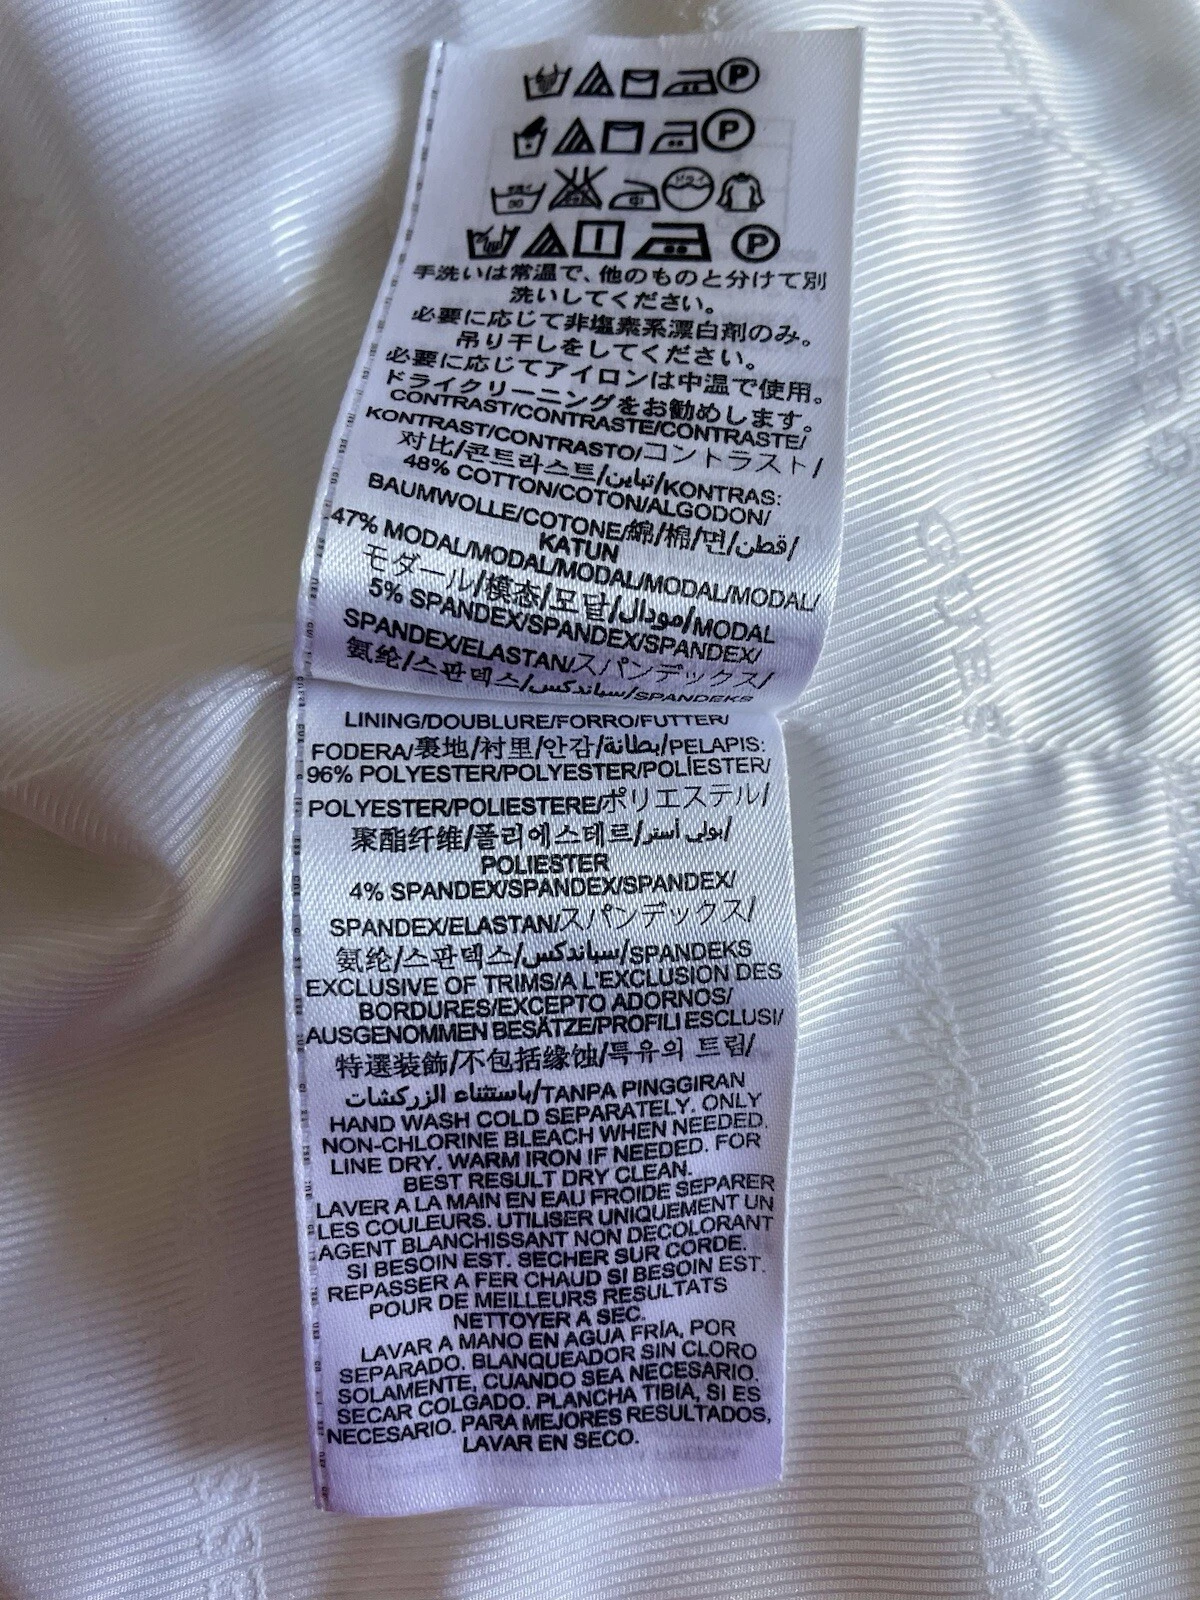 手洗いは常温で、他のものと分けて別
洗いしてください。
必要に応じて非塩素系漂白剤のみ。
吊り干しをしてください。
必要に応じてアイロンは中温で使用。
ドライクリーニングをお勧めします。
CONTRAST/CONTRASTE/CONTRASTE/
KONTRAST/CONTRASTO/コントラスト/
对比/콘트라스트/تباين/KONTRAS:
48% COTTON/COTON/ALGODON/
BAUMWOLLE/COTONE/綿/棉/면/قطن/
KATUN
47% MODAL/MODAL/MODAL/MODAL/MODAL/
モダール/模态/모달/مودال/MODAL
5% SPANDEX/SPANDEX/SPANDEX/
SPANDEX/ELASTAN/スパンデックス/
氨纶/스판덱스/سباندكس/SPANDEKS
LINING/DOUBLURE/FORRO/FUTTER/
FODERA/裏地/衬里/안감/بطانة/PELAPIS:
96% POLYESTER/POLYESTER/POLIESTER/
POLYESTER/POLIESTERE/ポリエステル/
聚酯纤维/폴리에스테르/بولي أستر/
POLIESTER
4% SPANDEX/SPANDEX/SPANDEX/
SPANDEX/ELASTAN/スパンデックス/
氨纶/스판덱스/سباندكس/SPANDEKS
EXCLUSIVE OF TRIMS/A L'EXCLUSION DES
BORDURES/EXCEPTO ADORNOS/
AUSGENOMMEN BESÄTZE/PROFILI ESCLUSI/
特選装飾/不包括缘蚀/특유의 트림/
باستثناء الزركشات/TANPA PINGGIRAN
HAND WASH COLD SEPARATELY. ONLY
NON-CHLORINE BLEACH WHEN NEEDED.
LINE DRY. WARM IRON IF NEEDED. FOR
BEST RESULT DRY CLEAN.
LAVER A LA MAIN EN EAU FROIDE SEPARER
LES COULEURS. UTILISER UNIQUEMENT UN
AGENT BLANCHISSANT NON DECOLORANT
SI BESOIN EST. SECHER SUR CORDE.
REPASSER A FER CHAUD SI BESOIN EST.
POUR DE MEILLEURS RESULTATS
NETTOYER A SEC.
LAVAR A MANO EN AGUA FRÍA, POR
SEPARADO. BLANQUEADOR SIN CLORO
SOLAMENTE, CUANDO SEA NECESARIO.
SECAR COLGADO. PLANCHA TIBIA, SI ES
NECESARIO. PARA MEJORES RESULTADOS,
LAVAR EN SECO.
GUESS